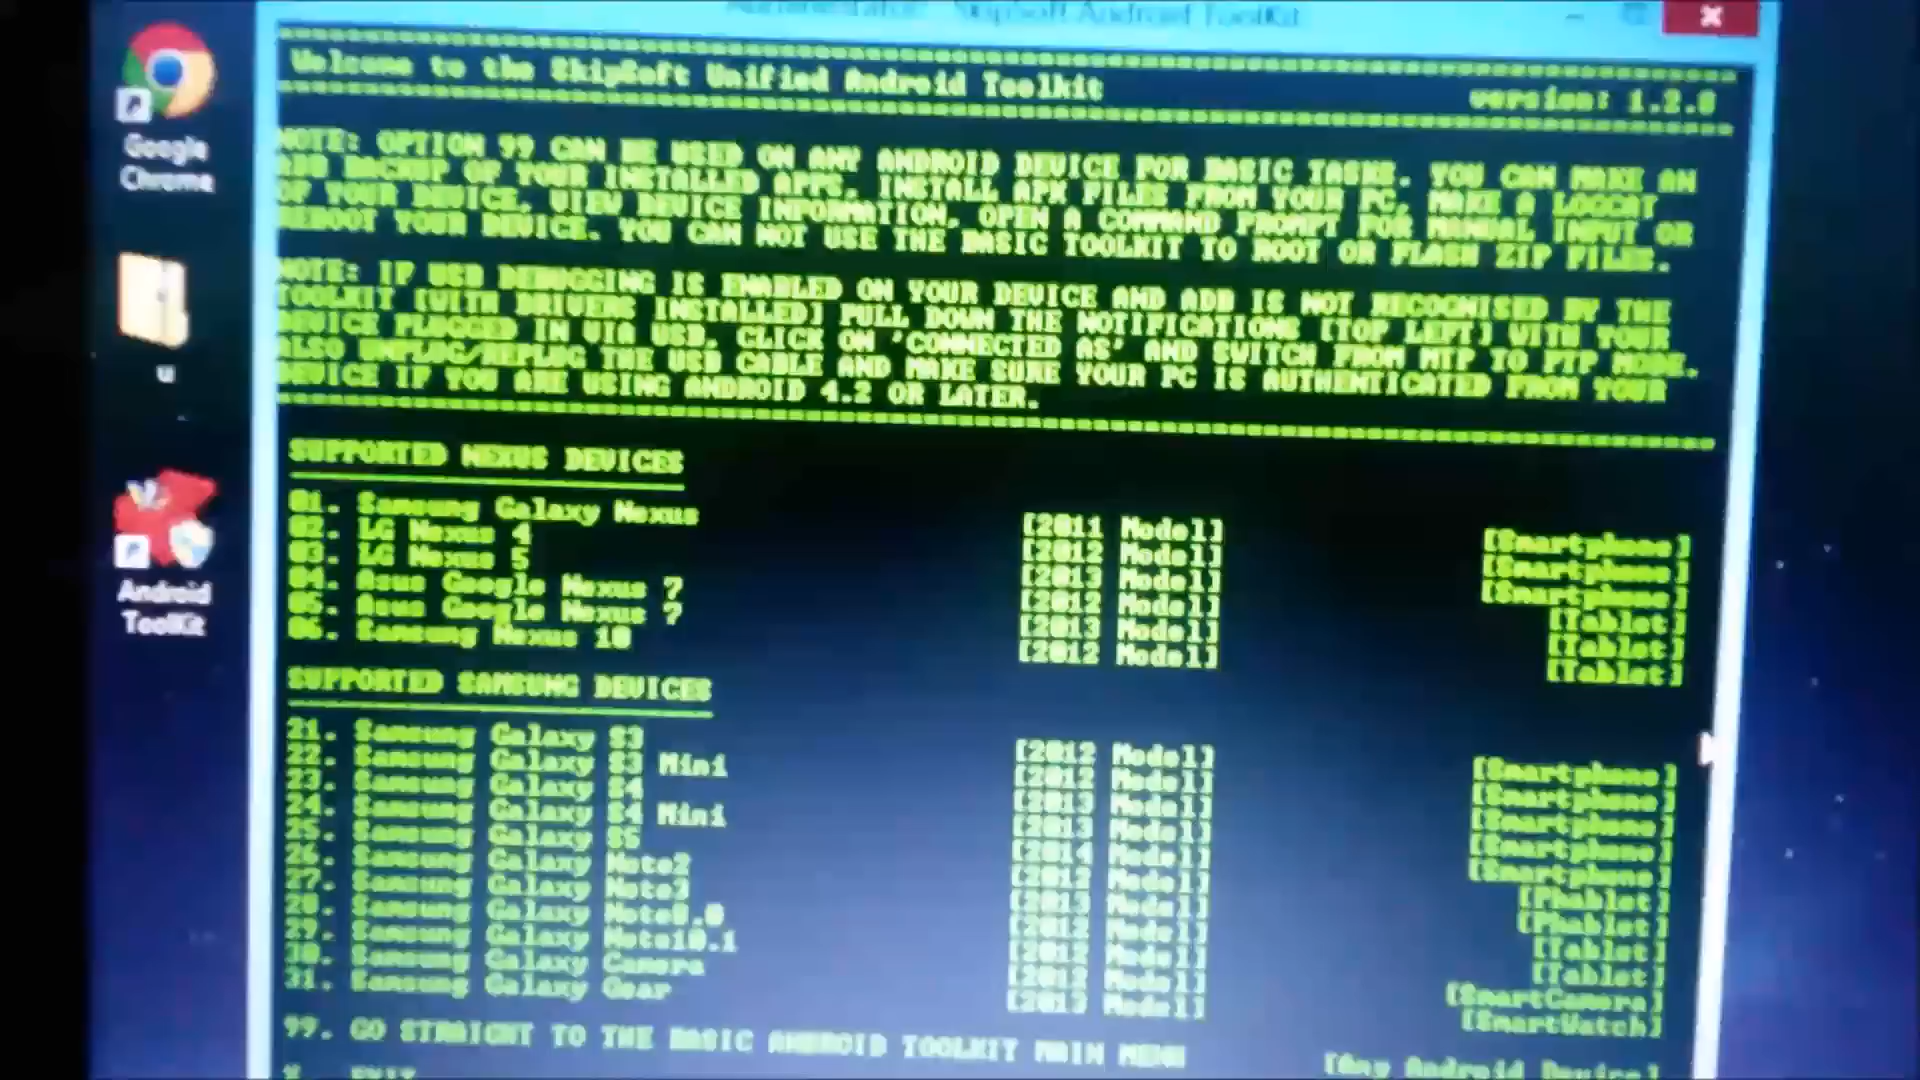 Administrator: SkipSoft Android ToolKit
Google
Chrome
u
Android
ToolKit
Welcome to the SkipSoft Unified Android Toolkit
version: 1.2.8
NOTE: OPTION 99 CAN BE USED ON ANY ANDROID DEVICE FOR BASIC TASKS. YOU CAN MAKE AN
AND BACKUP OF YOUR INSTALLED APPS, INSTALL APK FILES FROM YOUR PC, MAKE A LOGCAT
OF YOUR DEVICE, VIEW DEVICE INFORMATION, OPEN A COMMAND PROMPT FOR MANUAL INPUT OR
REBOOT YOUR DEVICE. YOU CAN NOT USE THE BASIC TOOLKIT TO ROOT OR FLASH ZIP FILES.
NOTE: IF USB DEBUGGING IS ENABLED ON YOUR DEVICE AND ADB IS NOT RECOGNISED BY THE
TOOLKIT [WITH DRIVERS INSTALLED] PULL DOWN THE NOTIFICATIONS [TOP LEFT] WITH YOUR
DEVICE PLUGGED IN VIA USB, CLICK ON 'CONNECTED AS' AND SWITCH FROM MTP TO PTP MODE.
ALSO UNPLUG/REPLUG THE USB CABLE AND MAKE SURE YOUR PC IS AUTHENTICATED FROM YOUR
DEVICE IF YOU ARE USING ANDROID 4.2 OR LATER.
SUPPORTED NEXUS DEVICES
01. Samsung Galaxy Nexus [2011 Model] [Smartphone]
02. LG Nexus 4 [2012 Model] [Smartphone]
03. LG Nexus 5 [2013 Model] [Smartphone]
04. Asus Google Nexus 7 [2012 Model] [Tablet]
05. Asus Google Nexus 7 [2013 Model] [Tablet]
06. Samsung Nexus 10 [2012 Model] [Tablet]
SUPPORTED SAMSUNG DEVICES
21. Samsung Galaxy S3 [2012 Model] [Smartphone]
22. Samsung Galaxy S3 Mini [2012 Model] [Smartphone]
23. Samsung Galaxy S4 [2013 Model] [Smartphone]
24. Samsung Galaxy S4 Mini [2013 Model] [Smartphone]
25. Samsung Galaxy S5 [2014 Model] [Smartphone]
26. Samsung Galaxy Note2 [2012 Model] [Phablet]
27. Samsung Galaxy Note3 [2013 Model] [Phablet]
28. Samsung Galaxy Note8.0 [2012 Model] [Tablet]
29. Samsung Galaxy Note10.1 [2012 Model] [Tablet]
30. Samsung Galaxy Camera [2012 Model] [SmartCamera]
31. Samsung Galaxy Gear [2013 Model] [SmartWatch]
99. GO STRAIGHT TO THE BASIC ANDROID TOOLKIT MAIN MENU [Any Android Device]
EXIT